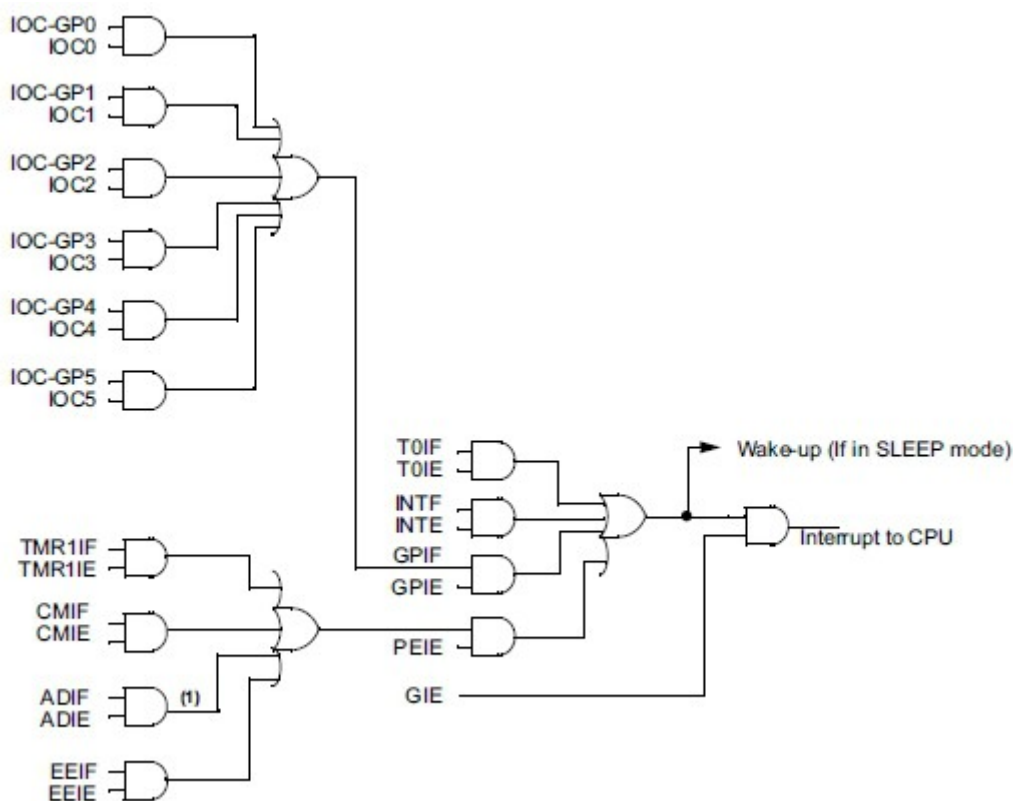 IOC-GP0
IOC0
IOC-GP1
IOC1
IOC-GP2
IOC2
IOC-GP3
IOC3
IOC-GP4
IOC4
IOC-GP5
IOC5
T0IF
T0IE
Wake-up (If in SLEEP mode)
INTF
INTE
Interrupt to CPU
TMR1IF
TMR1IE
GPIF
GPIE
CMIF
CMIE
PEIE
ADIF
ADIE
(1)
GIE
EEIF
EEIE